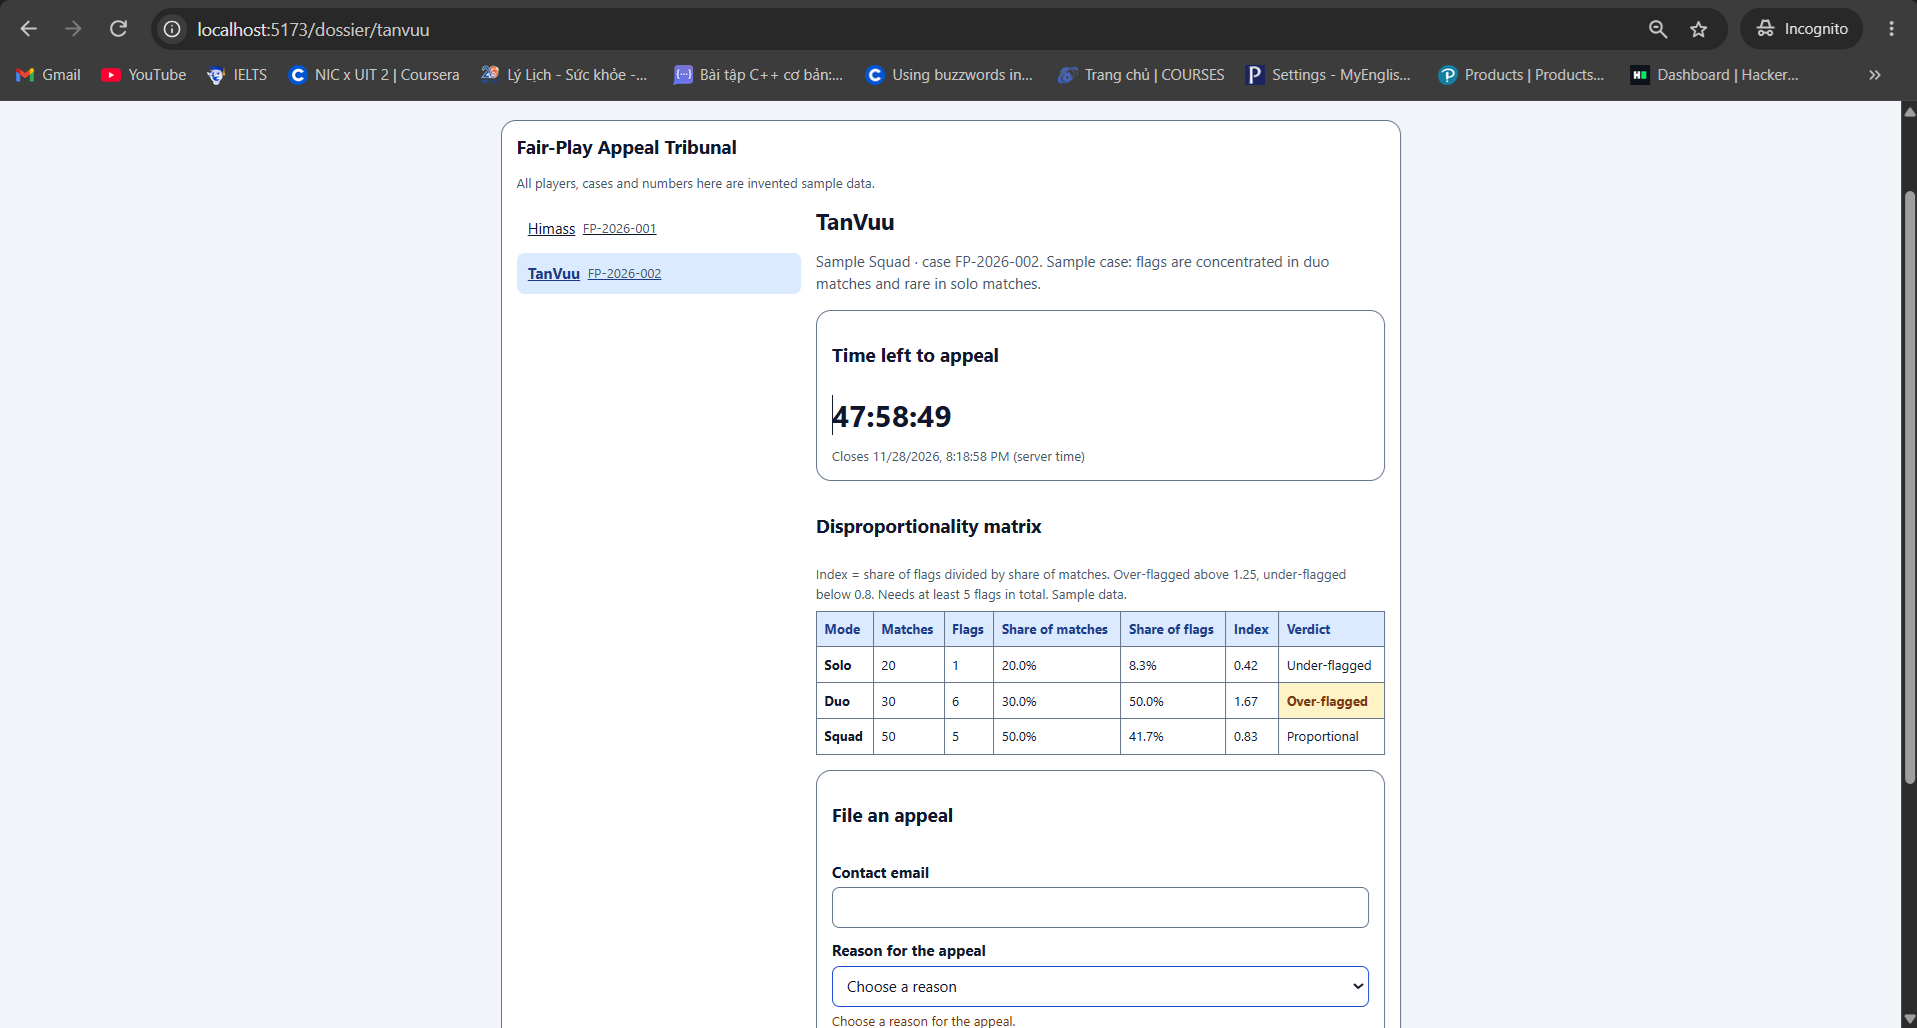 localhost:5173/dossier/tanvuu
Incognito
Gmail
YouTube
IELTS
NIC x UIT 2 | Coursera
Lý Lịch - Sức khỏe -...
Bài tập C++ cơ bản:...
Using buzzwords in...
Trang chủ | COURSES
Settings - MyEnglis...
Products | Products...
Dashboard | Hacker...
Fair-Play Appeal Tribunal
All players, cases and numbers here are invented sample data.
Himass FP-2026-001
TanVuu FP-2026-002
TanVuu
Sample Squad · case FP-2026-002. Sample case: flags are concentrated in duo
matches and rare in solo matches.
Time left to appeal
47:58:49
Closes 11/28/2026, 8:18:58 PM (server time)
Disproportionality matrix
Index = share of flags divided by share of matches. Over-flagged above 1.25, under-flagged
below 0.8. Needs at least 5 flags in total. Sample data.
Mode Matches Flags Share of matches Share of flags Index Verdict
Solo 20 1 20.0% 8.3% 0.42 Under-flagged
Duo 30 6 30.0% 50.0% 1.67 Over-flagged
Squad 50 5 50.0% 41.7% 0.83 Proportional
File an appeal
Contact email
Reason for the appeal
Choose a reason
Choose a reason for the appeal.